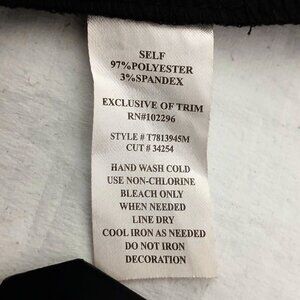 SELF
97%POLYESTER
3%SPANDEX
EXCLUSIVE OF TRIM
RN#102296
STYLE # T7813945M
CUT # 34254
HAND WASH COLD
USE NON-CHLORINE
BLEACH ONLY
WHEN NEEDED
LINE DRY
COOL IRON AS NEEDED
DO NOT IRON
DECORATION